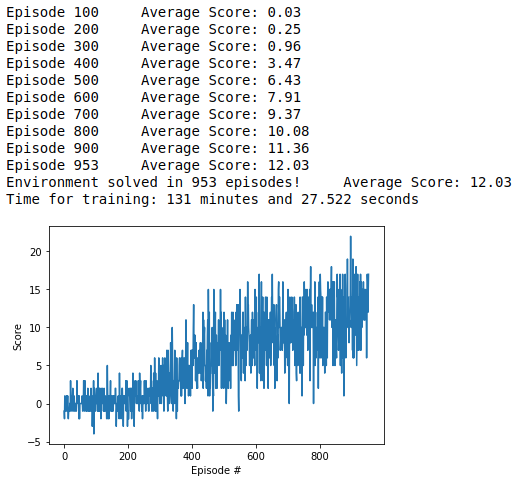 Episode 100     Average Score: 0.03
Episode 200     Average Score: 0.25
Episode 300     Average Score: 0.96
Episode 400     Average Score: 3.47
Episode 500     Average Score: 6.43
Episode 600     Average Score: 7.91
Episode 700     Average Score: 9.37
Episode 800     Average Score: 10.08
Episode 900     Average Score: 11.36
Episode 953     Average Score: 12.03
Environment solved in 953 episodes!     Average Score: 12.03
Time for training: 131 minutes and 27.522 seconds
20
15
10
Score
5
0
−5
0 200 400 600 800
Episode #